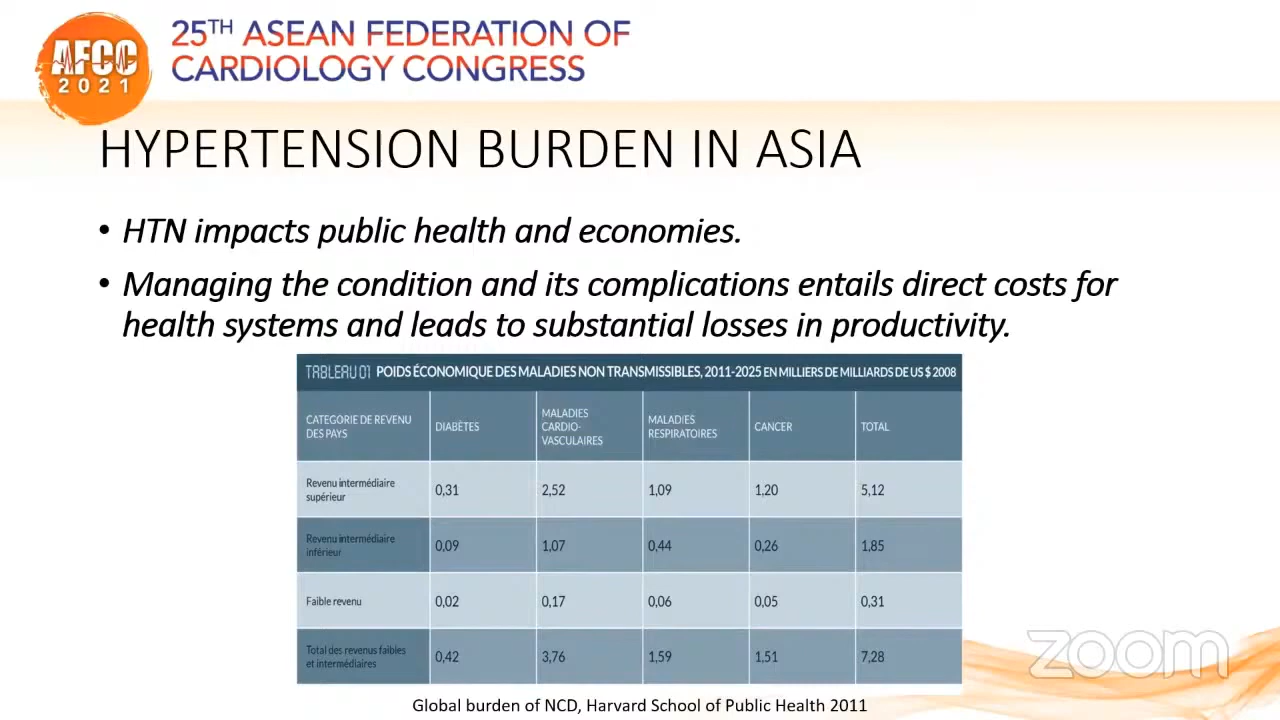 AFCC
2021
25TH ASEAN FEDERATION OF
CARDIOLOGY CONGRESS
HYPERTENSION BURDEN IN ASIA
• HTN impacts public health and economies.
• Managing the condition and its complications entails direct costs for
health systems and leads to substantial losses in productivity.
TABLEAU 01 POIDS ÉCONOMIQUE DES MALADIES NON TRANSMISSIBLES, 2011-2025 EN MILLIERS DE MILLIARDS DE US $ 2008
CATEGORIE DE REVENU
DES PAYS
DIABÈTES
MALADIES
CARDIO-
VASCULAIRES
MALADIES
RESPIRATOIRES
CANCER
TOTAL
Revenu intermédiaire
supérieur
0,31
2,52
1,09
1,20
5,12
Revenu intermédiaire
inférieur
0,09
1,07
0,44
0,26
1,85
Faible revenu
0,02
0,17
0,06
0,05
0,31
Total des revenus faibles
et intermédiaires
0,42
3,76
1,59
1,51
7,28
zoom
Global burden of NCD, Harvard School of Public Health 2011